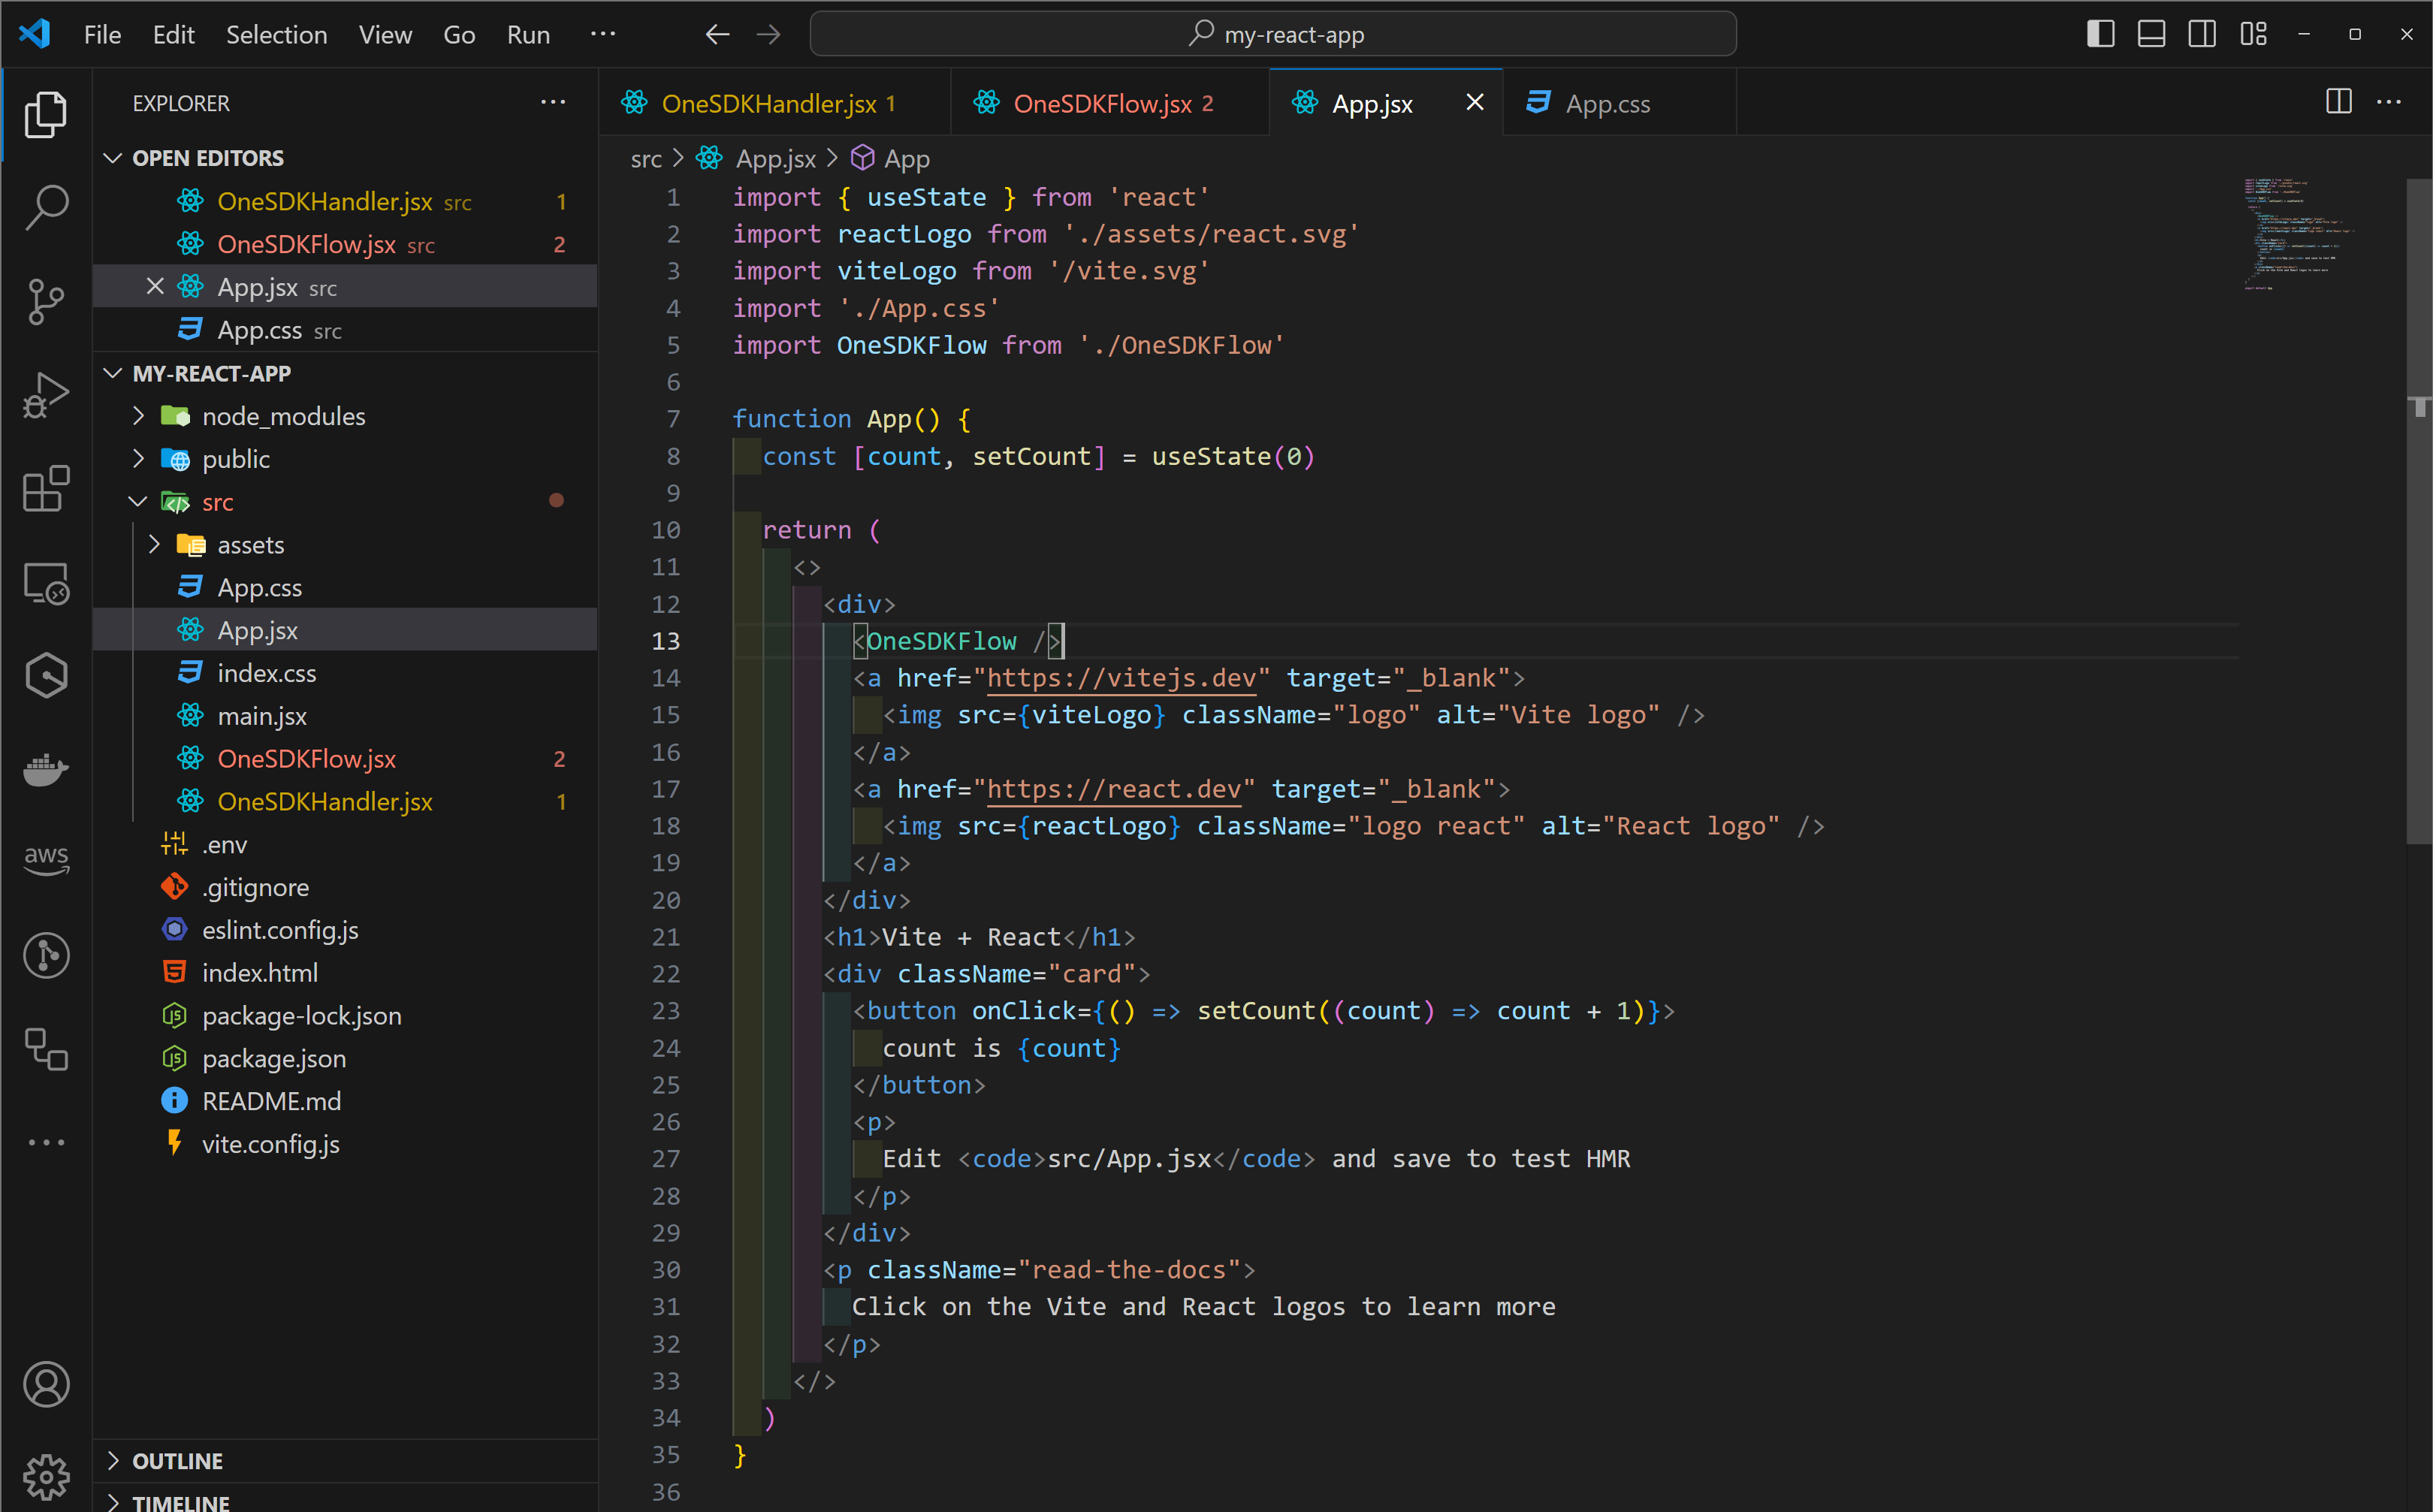 File Edit Selection View Go Run ··· my-react-app
EXPLORER ···
OPEN EDITORS
OneSDKHandler.jsx src 1
OneSDKFlow.jsx src 2
App.jsx src
App.css src
MY-REACT-APP
node_modules
public
src
assets
App.css
App.jsx
index.css
main.jsx
OneSDKFlow.jsx 2
OneSDKHandler.jsx 1
.env
.gitignore
eslint.config.js
index.html
package-lock.json
package.json
README.md
vite.config.js
OUTLINE
TIMELINE
aws
OneSDKHandler.jsx 1 OneSDKFlow.jsx 2 App.jsx App.css
src > App.jsx > App
1 import { useState } from 'react'
2 import reactLogo from './assets/react.svg'
3 import viteLogo from '/vite.svg'
4 import './App.css'
5 import OneSDKFlow from './OneSDKFlow'
6
7 function App() {
8 const [count, setCount] = useState(0)
9
10 return (
11 <>
12 <div>
13 <OneSDKFlow />
14 <a href="https://vitejs.dev" target="_blank">
15 <img src={viteLogo} className="logo" alt="Vite logo" />
16 </a>
17 <a href="https://react.dev" target="_blank">
18 <img src={reactLogo} className="logo react" alt="React logo" />
19 </a>
20 </div>
21 <h1>Vite + React</h1>
22 <div className="card">
23 <button onClick={() => setCount((count) => count + 1)}>
24 count is {count}
25 </button>
26 <p>
27 Edit <code>src/App.jsx</code> and save to test HMR
28 </p>
29 </div>
30 <p className="read-the-docs">
31 Click on the Vite and React logos to learn more
32 </p>
33 </>
34 )
35 }
36